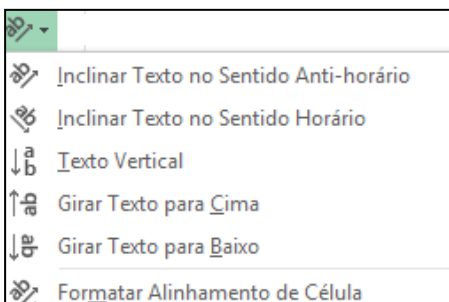 Inclinar Texto no Sentido Anti-horário
Inclinar Texto no Sentido Horário
Texto Vertical
Girar Texto para Cima
Girar Texto para Baixo
Formatar Alinhamento de Célula